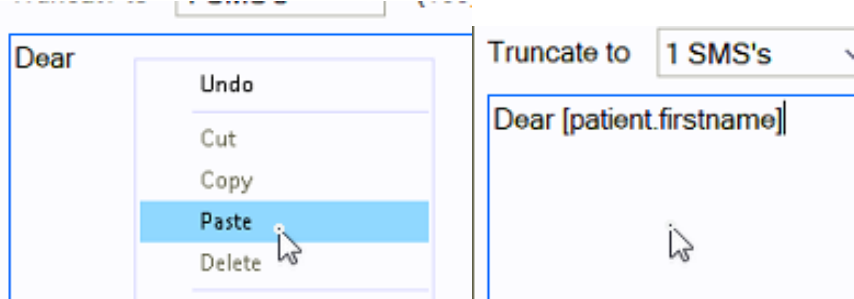 Dear
Undo
Cut
Copy
Paste
Delete
Truncate to 1 SMS's
Dear [patient.firstname]